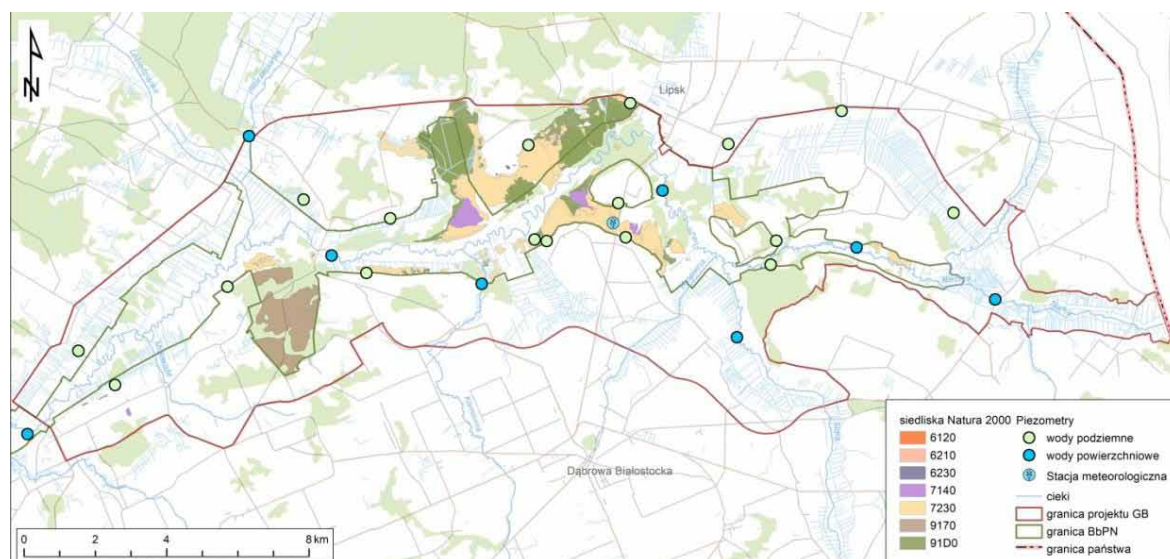 N
Lipsk
Dąbrowa Białostocka
siedliska Natura 2000
6120
6210
6230
7140
7230
9170
91D0
Piezometry
wody podziemne
wody powierzchniowe
Stacja meteorologiczna
cieki
granica projektu GB
granica BbPN
granica państwa
0 2 4 8 km